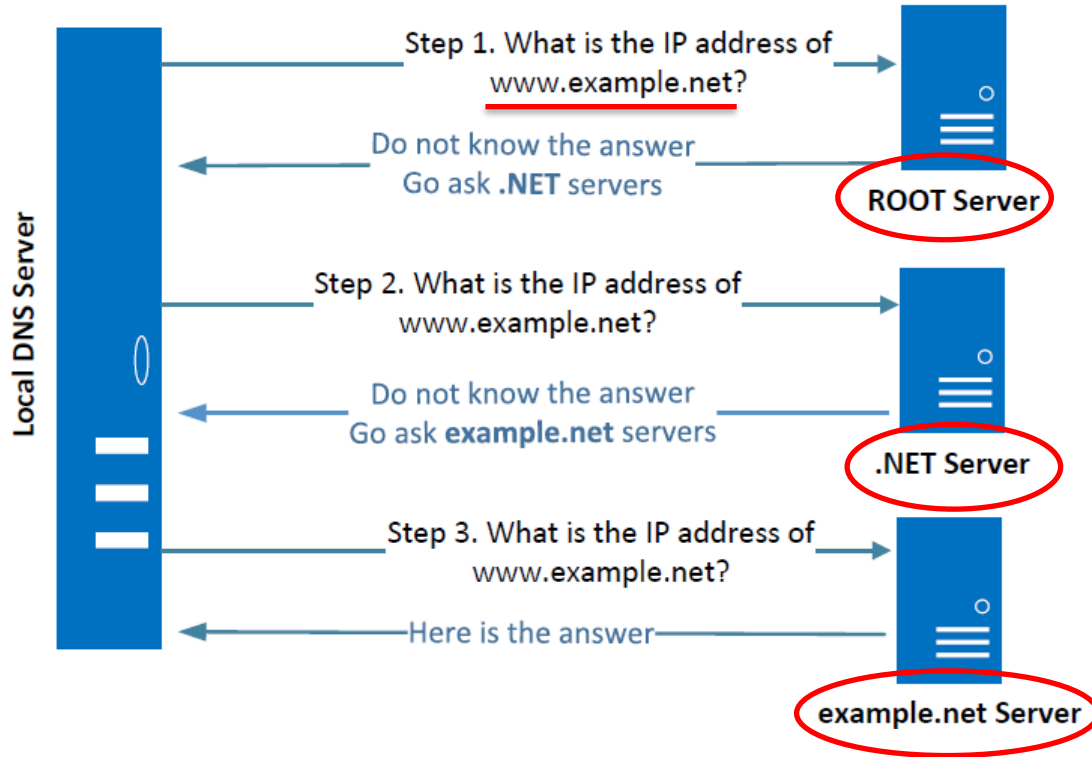 Local DNS Server
Step 1. What is the IP address of
www.example.net?
Do not know the answer
Go ask .NET servers
ROOT Server
Step 2. What is the IP address of
www.example.net?
Do not know the answer
Go ask example.net servers
.NET Server
Step 3. What is the IP address of
www.example.net?
Here is the answer
example.net Server